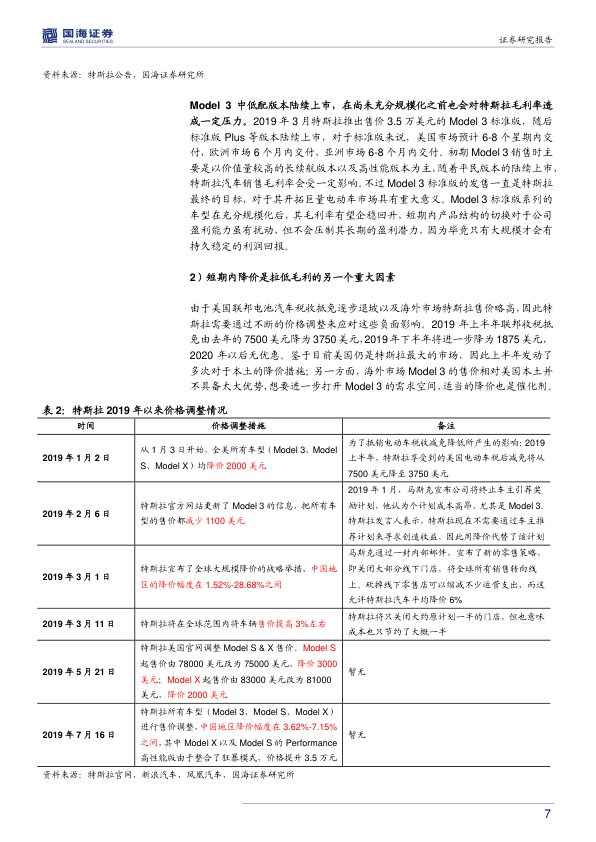 国海证券
SEALAND SECURITIES
证券研究报告
资料来源：特斯拉公告，国海证券研究所
Model 3 中低配版本陆续上市，在尚未充分规模化之前也会对特斯拉毛利率造
成一定压力。2019 年 3 月特斯拉推出售价 3.5 万美元的 Model 3 标准版，随后
标准版 Plus 等版本陆续上市，对于标准版来说，美国市场预计 6-8 个星期内交
付，欧洲市场 6 个月内交付，亚洲市场 6-8 个月内交付。初期 Model 3 销售时主
要是以价值量较高的长续航版本以及高性能版本为主，随着平民版本的陆续上市，
特斯拉汽车销售毛利率会受一定影响。不过 Model 3 标准版的发售一直是特斯拉
最终的目标，对于其开拓巨量电动车市场具有重大意义。Model 3 标准版系列的
车型在充分规模化后，其毛利率有望企稳回升，短期内产品结构的切换对于公司
盈利能力虽有扰动，但不会压制其长期的盈利潜力，因为毕竟只有大规模才会有
持久稳定的利润回报。
2）短期内降价是拉低毛利的另一个重大因素
由于美国联邦电池汽车税收抵免逐步退坡以及海外市场特斯拉售价略高，因此特
斯拉需要通过不断的价格调整来应对这些负面影响。2019 年上半年联邦收税抵
免由去年的 7500 美元降为 3750 美元，2019 年下半年将进一步降为 1875 美元，
2020 年以后无优惠。鉴于目前美国仍是特斯拉最大的市场，因此上半年发动了
多次对于本土的降价措施；另一方面，海外市场 Model 3 的售价相对美国本土并
不具备太大优势，想要进一步打开 Model 3 的需求空间，适当的降价也是催化剂。
表 2：特斯拉 2019 年以来价格调整情况
时间 价格调整措施 备注
2019 年 1 月 2 日
从 1 月 3 日开始，全美所有车型（Model 3、Model
S、Model X）均降价 2000 美元
为了抵销电动车税收减免降低所产生的影响：2019
上半年，特斯拉享受到的美国电动车税后减免将从
7500 美元降至 3750 美元
2019 年 2 月 6 日
特斯拉官方网站更新了 Model 3 的信息，把所有车
型的售价都减少 1100 美元
2019 年 1 月，马斯克宣布公司将终止车主引荐奖
励计划，他认为个计划成本高昂，尤其是 Model 3。
特斯拉发言人表示，特斯拉现在不需要通过车主推
荐计划来寻求创造收益，因此用降价代替了该计划
2019 年 3 月 1 日
特斯拉宣布了全球大规模降价的战略举措，中国地
区的降价幅度在 1.52%-28.68%之间
马斯克通过一封内部邮件，宣布了新的零售策略，
即关闭大部分线下门店，将全球所有销售转向线
上。砍掉线下零售店可以缩减不少运营支出，而这
允许特斯拉汽车平均降价 6%
2019 年 3 月 11 日
特斯拉将在全球范围内将车辆售价提高 3%左右
特斯拉将只关闭大约原计划一半的门店，但也意味
成本也只节约了大概一半
2019 年 5 月 21 日
特斯拉美国官网调整 Model S & X 售价。Model S
起售价由 78000 美元改为 75000 美元，降价 3000
美元；Model X 起售价由 83000 美元改为 81000
美元，降价 2000 美元
暂无
2019 年 7 月 16 日
特斯拉所有车型（Model 3、Model S、Model X）
进行售价调整，中国地区降价幅度在 3.62%-7.15%
之间，其中 Model X 以及 Model S 的 Performance
高性能版由于整合了狂暴模式，价格提升 3.5 万元
暂无
资料来源：特斯拉官网，新浪汽车，凤凰汽车，国海证券研究所
7